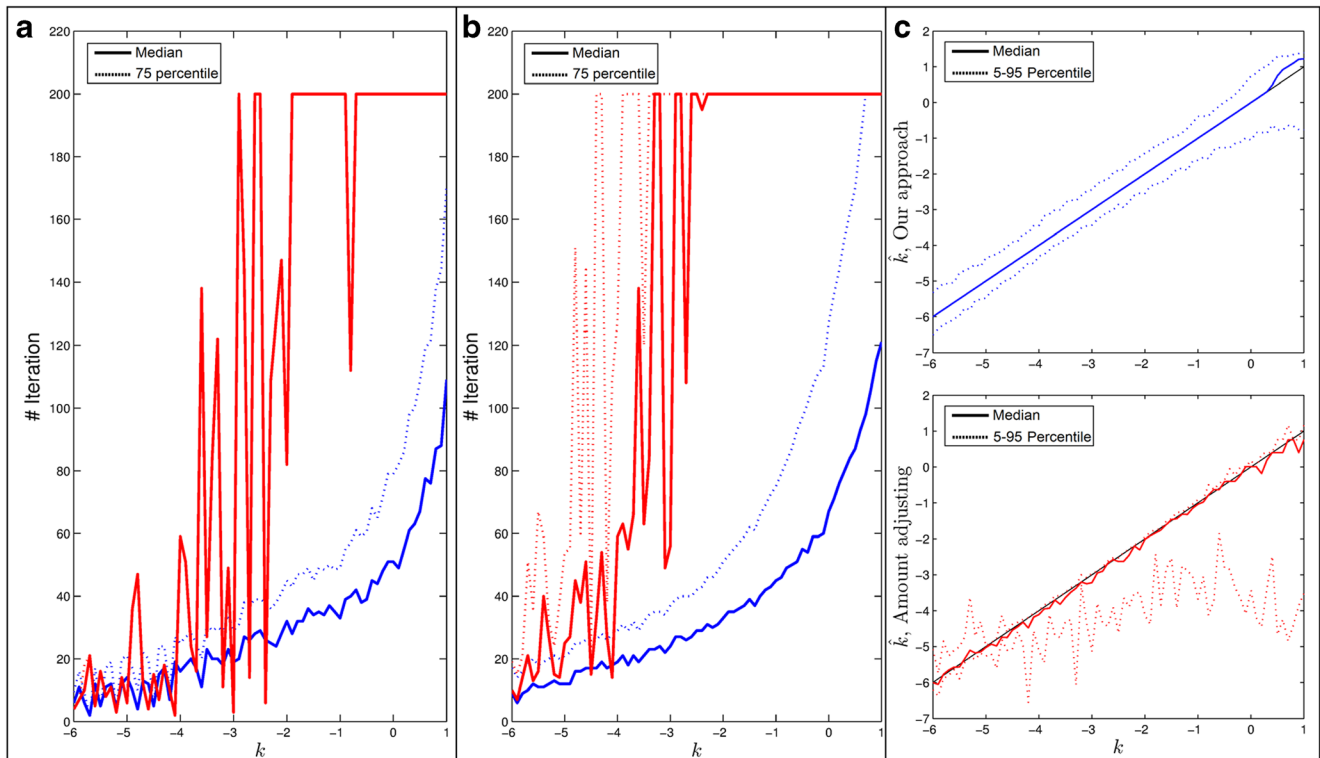 a
Median
75 percentile
# Iteration
220
200
180
160
140
120
100
80
60
40
20
0
−6 −5 −4 −3 −2 −1 0 1
k
b
Median
75 percentile
# Iteration
220
200
180
160
140
120
100
80
60
40
20
0
−6 −5 −4 −3 −2 −1 0 1
k
c
Median
5-95 Percentile
k̂, Our approach
2
1
0
−1
−2
−3
−4
−5
−6
−7
−6 −5 −4 −3 −2 −1 0 1
Median
5-95 Percentile
k̂, Amount adjusting
2
1
0
−1
−2
−3
−4
−5
−6
−7
−6 −5 −4 −3 −2 −1 0 1
k